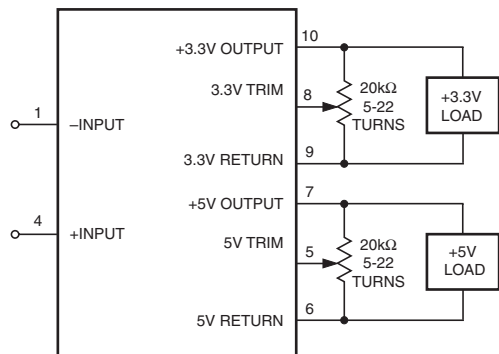 +3.3V OUTPUT
10
3.3V TRIM
8
20kΩ
5-22
TURNS
+3.3V
LOAD
1
–INPUT
3.3V RETURN
9
+5V OUTPUT
7
4
+INPUT
5V TRIM
5
20kΩ
5-22
TURNS
+5V
LOAD
5V RETURN
6